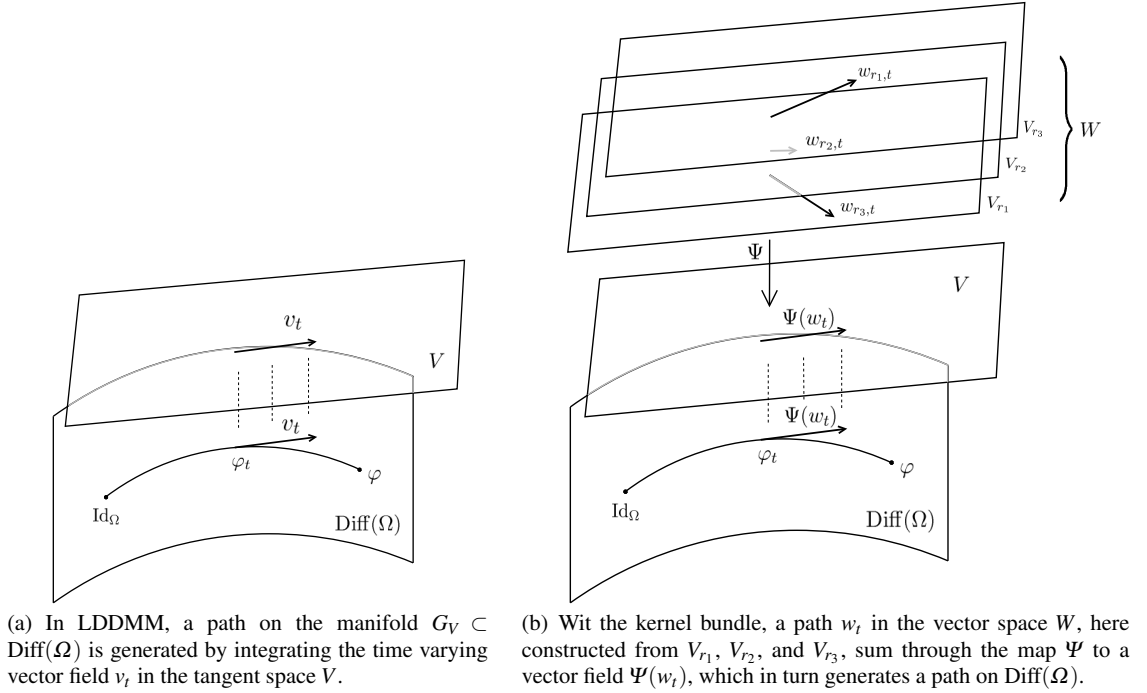 w_{r_1,t}
w_{r_2,t}
w_{r_3,t}
V_{r_3}
V_{r_2}
V_{r_1}
W
Ψ
v_t
V
v_t
φ_t
φ
Id_Ω
Diff(Ω)
Ψ(w_t)
V
Ψ(w_t)
φ_t
φ
Id_Ω
Diff(Ω)
(a) In LDDMM, a path on the manifold G_V ⊂
Diff(Ω) is generated by integrating the time varying
vector field v_t in the tangent space V.
(b) Wit the kernel bundle, a path w_t in the vector space W, here
constructed from V_{r_1}, V_{r_2}, and V_{r_3}, sum through the map Ψ to a
vector field Ψ(w_t), which in turn generates a path on Diff(Ω).